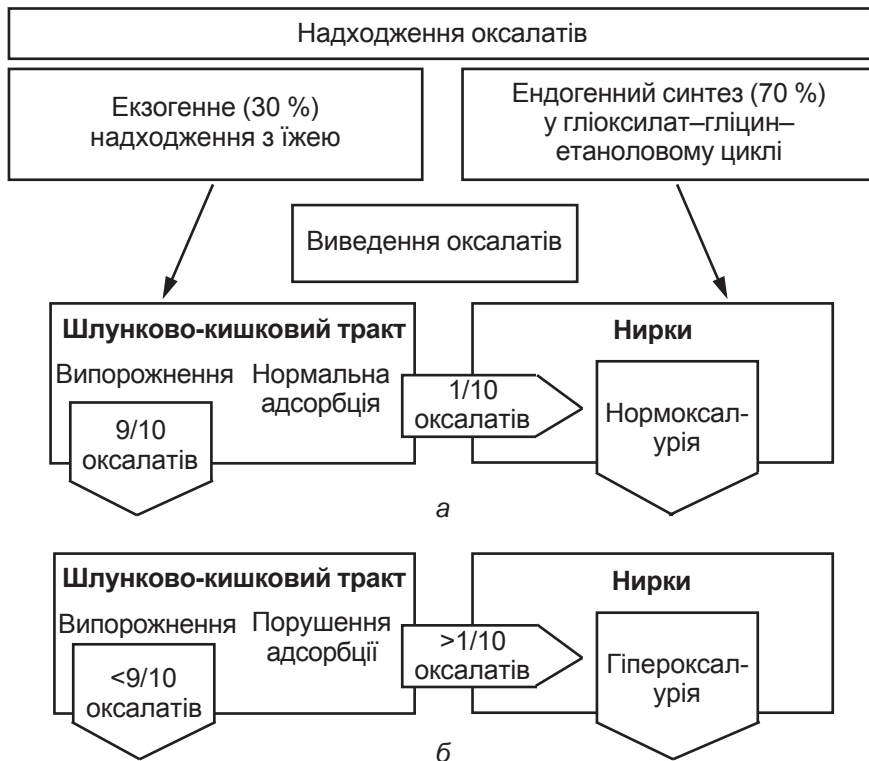 Надходження оксалатів
Екзогенне (30 %)
надходження з їжею
Ендогенний синтез (70 %)
у гліоксилат–гліцин–
етаноловому циклі
Виведення оксалатів
Шлунково-кишковий тракт
Випорожнення
9/10
оксалатів
Нормальна
адсорбція
1/10
оксалатів
Нирки
Нормоксал-
урія
а
Шлунково-кишковий тракт
Випорожнення
<9/10
оксалатів
Порушення
адсорбції
>1/10
оксалатів
Нирки
Гіпероксал-
урія
б